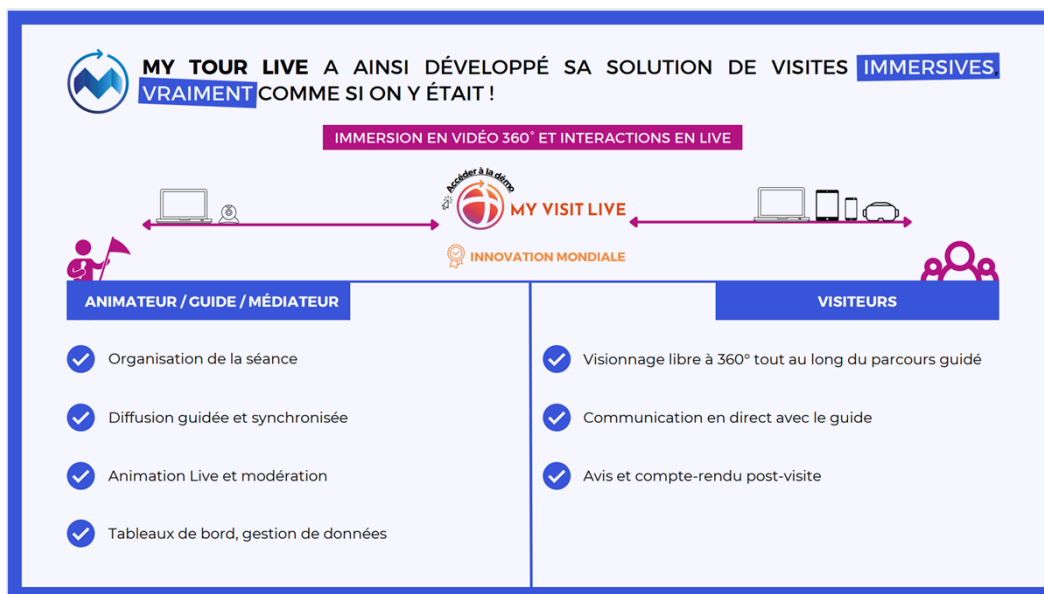 MY TOUR LIVE A AINSI DÉVELOPPÉ SA SOLUTION DE VISITES IMMERSIVES,
VRAIMENT COMME SI ON Y ÉTAIT !
IMMERSION EN VIDÉO 360° ET INTERACTIONS EN LIVE
Accéder à la démo
MY VISIT LIVE
INNOVATION MONDIALE
ANIMATEUR / GUIDE / MÉDIATEUR
Organisation de la séance
Diffusion guidée et synchronisée
Animation Live et modération
Tableaux de bord, gestion de données
VISITEURS
Visionnage libre à 360° tout au long du parcours guidé
Communication en direct avec le guide
Avis et compte-rendu post-visite